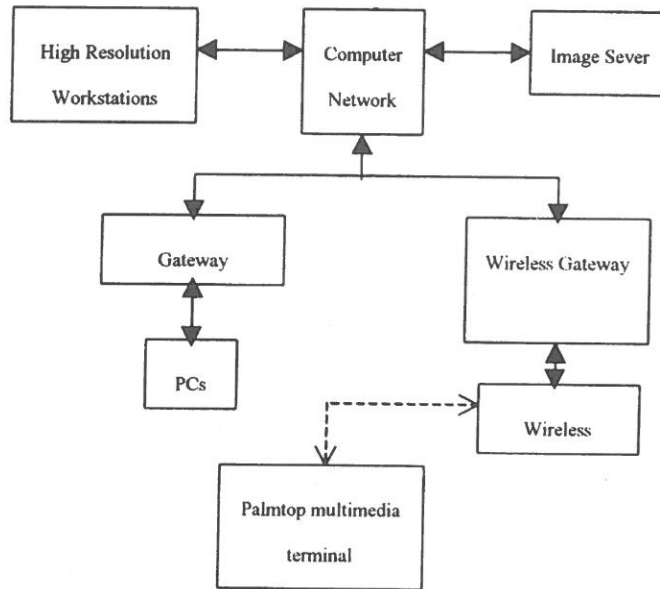 High Resolution
Workstations
Computer
Network
Image Sever
Gateway
Wireless Gateway
PCs
Wireless
Palmtop multimedia
terminal